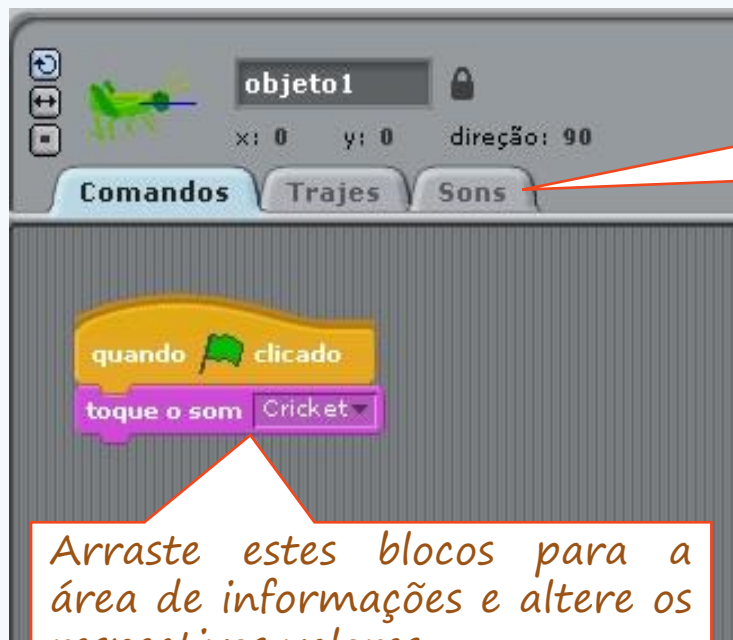 objeto1
x: 0 y: 0 direção: 90
Comandos Trajes Sons
quando clicado
toque o som Cricket
Arraste estes blocos para a
área de informações e altere os